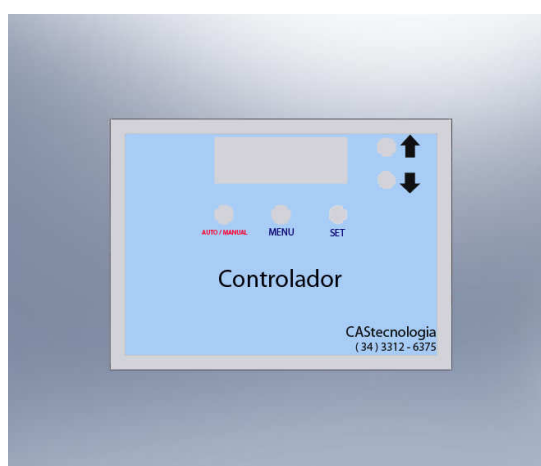 AUTO / MANUAL
MENU
SET
Controlador
CAStecnologia
( 34 ) 3312 - 6375